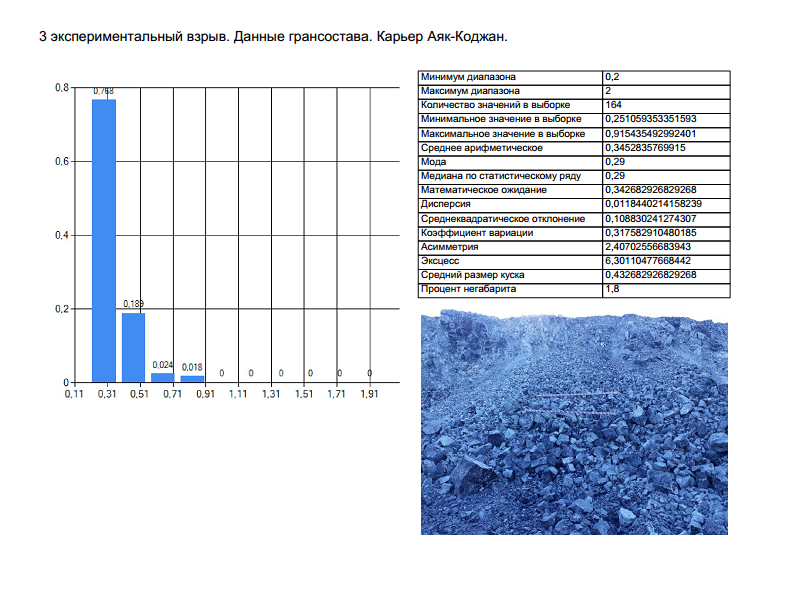 3 экспериментальный взрыв. Данные грансостава. Карьер Аяк-Коджан.
0,8
0,6
0,4
0,2
0
0,768
0,189
0,024
0,018
0
0
0
0
0
0
0,11 0,31 0,51 0,71 0,91 1,11 1,31 1,51 1,71 1,91
Минимум диапазона 0,2
Максимум диапазона 2
Количество значений в выборке 164
Минимальное значение в выборке 0,251059353351593
Максимальное значение в выборке 0,915435492992401
Среднее арифметическое 0,3452835769915
Мода 0,29
Медиана по статистическому ряду 0,29
Математическое ожидание 0,342682926829268
Дисперсия 0,0118440214158239
Среднеквадратическое отклонение 0,108830241274307
Коэффициент вариации 0,317582910480185
Асимметрия 2,40702556683943
Эксцесс 6,30110477668442
Средний размер куска 0,432682926829268
Процент негабарита 1,8